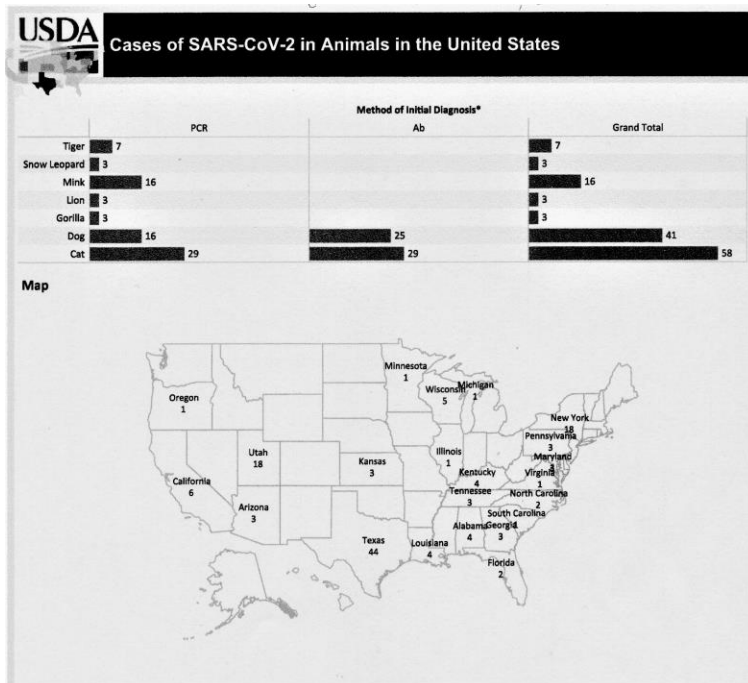 USDA
Cases of SARS-CoV-2 in Animals in the United States
Method of Initial Diagnosis*
PCR Ab Grand Total
Tiger 7 7
Snow Leopard 3 3
Mink 16 16
Lion 3 3
Gorilla 3 3
Dog 16 25 41
Cat 29 29 58
Map
Minnesota
1
Wisconsin
5
Michigan
1
Oregon
1
New York
18
Pennsylvania
3
Maryland
Utah
18
Kansas
3
Illinois
1
Kentucky
4
Virginia
1
California
6
Arizona
3
Tennessee
3
North Carolina
2
South Carolina
Georgia
3
Alabama
4
Texas
44
Louisiana
4
Florida
2